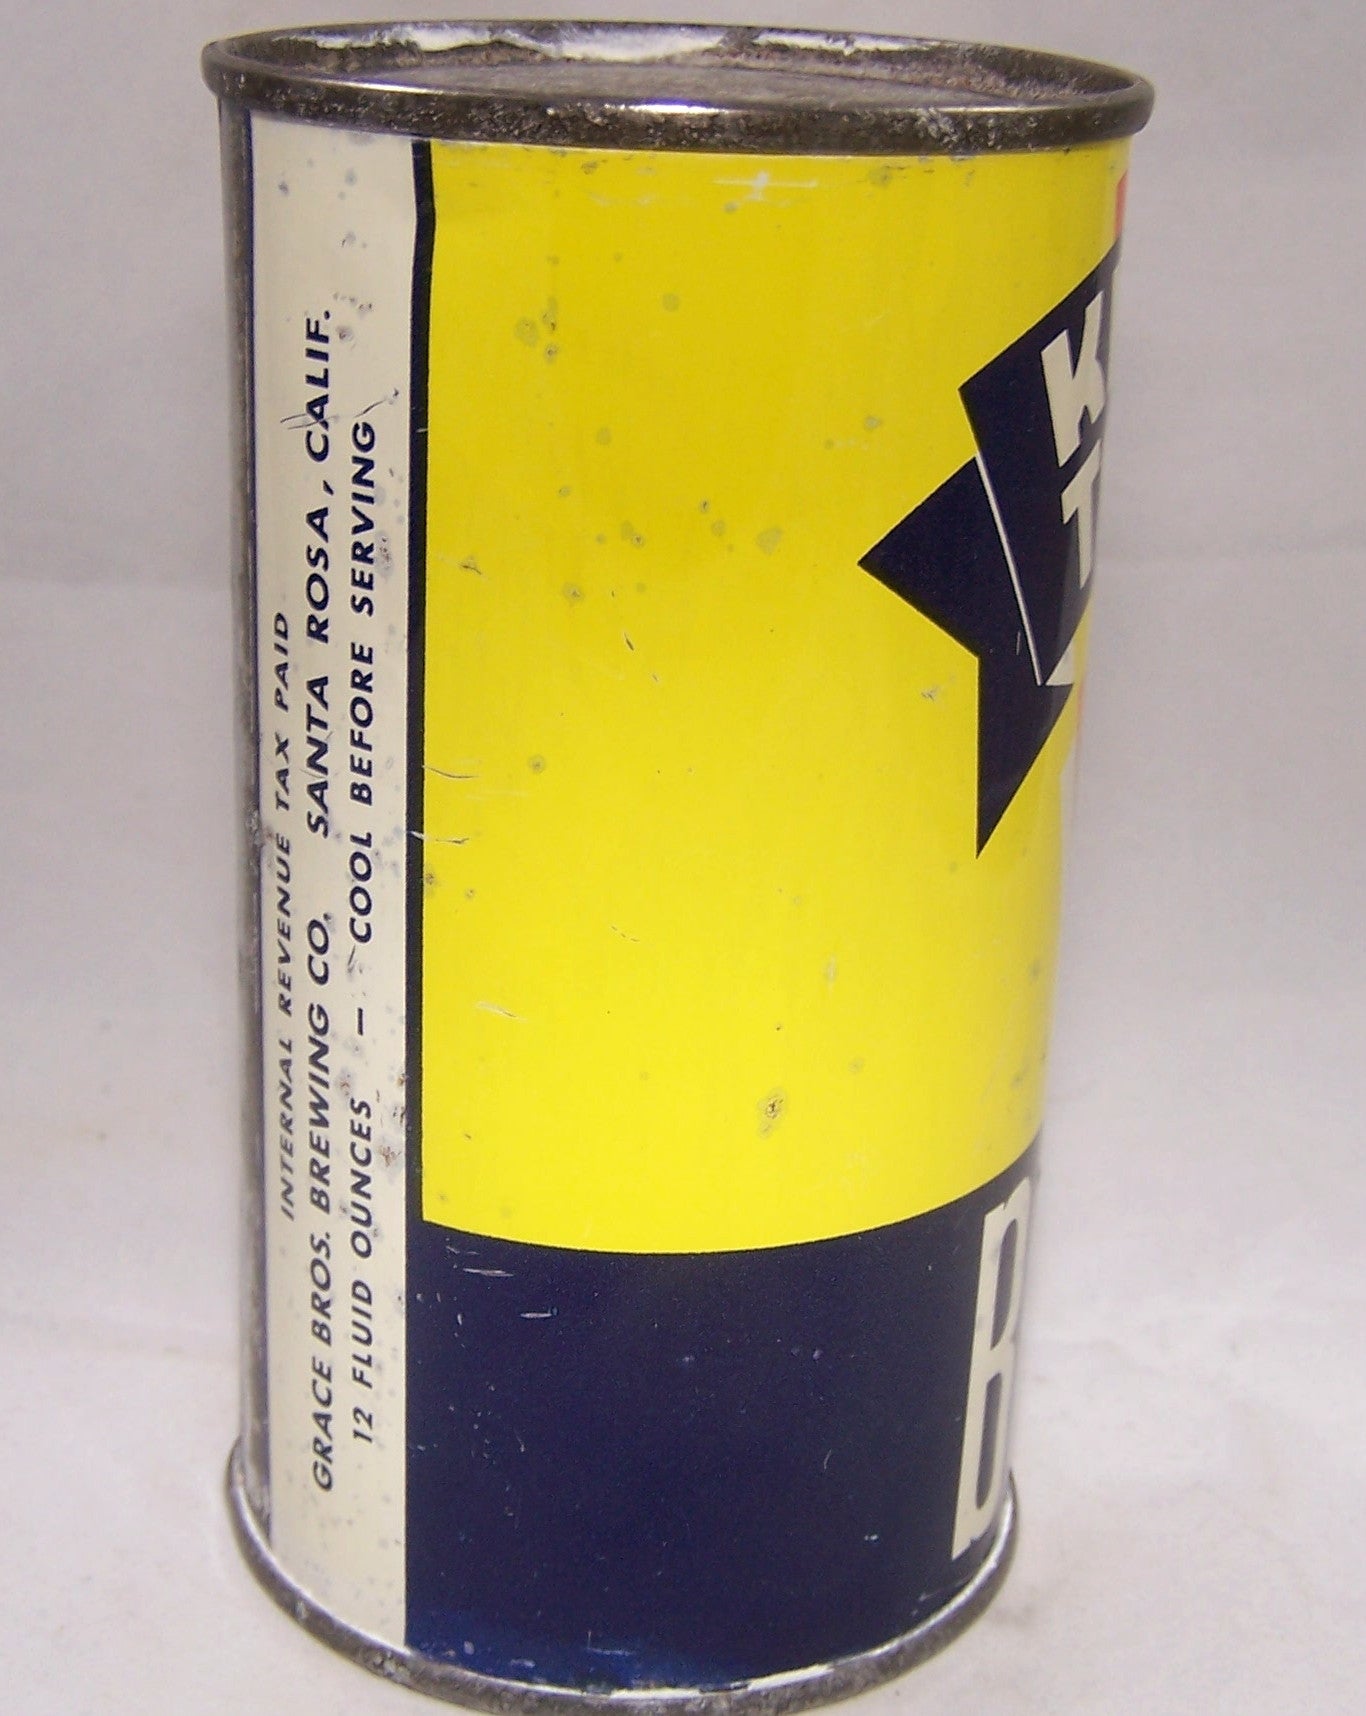 INTERNAL REVENUE TAX PAID
GRACE BROS. BREWING CO. SANTA ROSA, CALIF.
12 FLUID OUNCES — COOL BEFORE SERVING
K
T